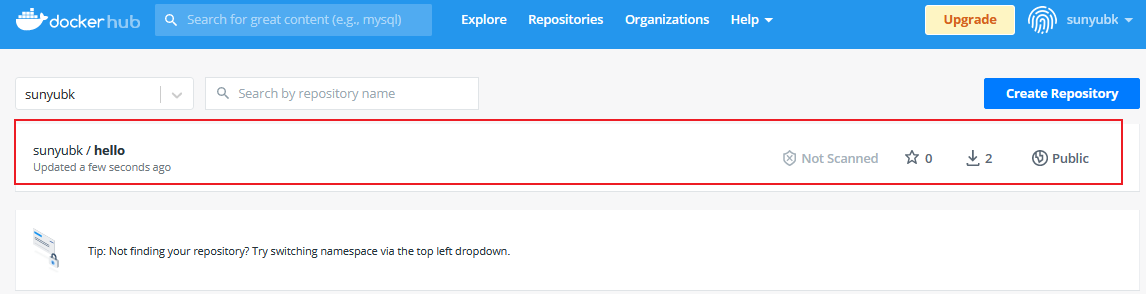 docker hub Search for great content (e.g., mysql) Explore Repositories Organizations Help Upgrade sunyubk
sunyubk Search by repository name Create Repository
sunyubk / hello
Updated a few seconds ago
Not Scanned 0 2 Public
Tip: Not finding your repository? Try switching namespace via the top left dropdown.